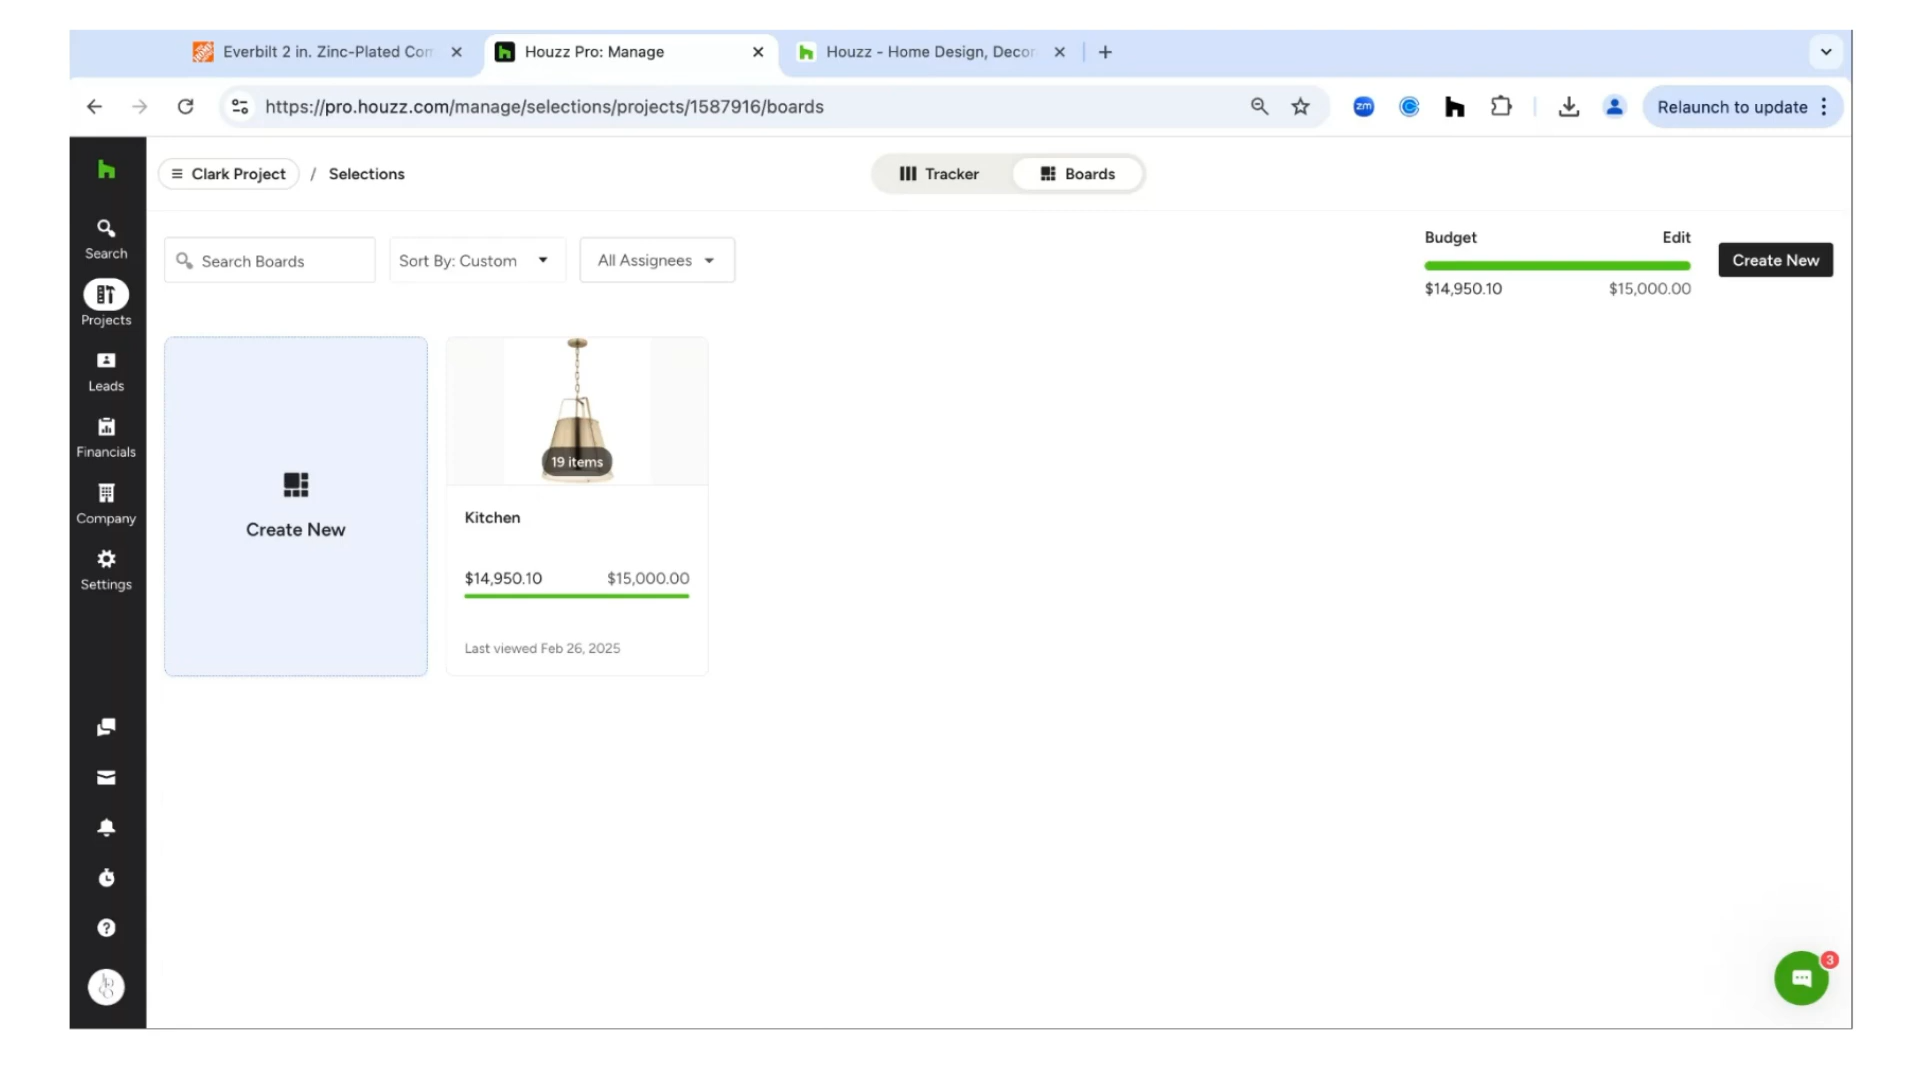 Everbilt 2 in. Zinc-Plated Com
Houzz Pro: Manage
Houzz - Home Design, Decor
https://pro.houzz.com/manage/selections/projects/1587916/boards
zm
Relaunch to update
Clark Project / Selections
Tracker
Boards
Search
Projects
Leads
Financials
Company
Settings
Search Boards
Sort By: Custom
All Assignees
Budget
Edit
$14,950.10
$15,000.00
Create New
Create New
19 items
Kitchen
$14,950.10
$15,000.00
Last viewed Feb 26, 2025
3